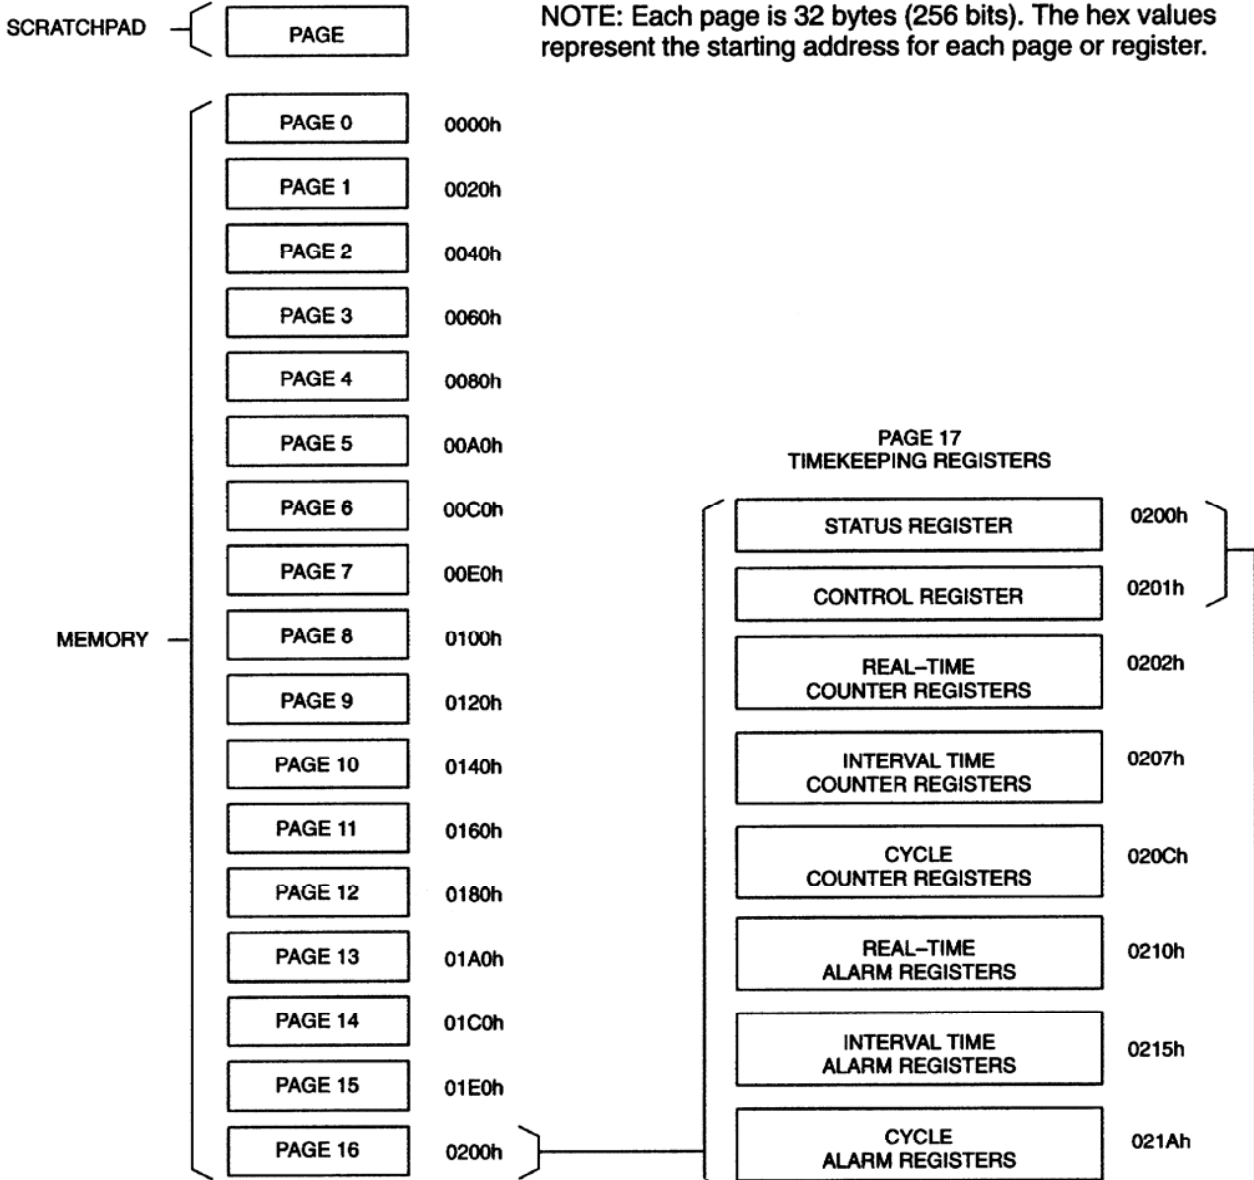 SCRATCHPAD
PAGE
NOTE: Each page is 32 bytes (256 bits). The hex values
represent the starting address for each page or register.
MEMORY
PAGE 0 0000h
PAGE 1 0020h
PAGE 2 0040h
PAGE 3 0060h
PAGE 4 0080h
PAGE 5 00A0h
PAGE 6 00C0h
PAGE 7 00E0h
PAGE 8 0100h
PAGE 9 0120h
PAGE 10 0140h
PAGE 11 0160h
PAGE 12 0180h
PAGE 13 01A0h
PAGE 14 01C0h
PAGE 15 01E0h
PAGE 16 0200h
PAGE 17
TIMEKEEPING REGISTERS
STATUS REGISTER 0200h
CONTROL REGISTER 0201h
REAL–TIME 0202h
COUNTER REGISTERS
INTERVAL TIME 0207h
COUNTER REGISTERS
CYCLE 020Ch
COUNTER REGISTERS
REAL–TIME 0210h
ALARM REGISTERS
INTERVAL TIME 0215h
ALARM REGISTERS
CYCLE 021Ah
ALARM REGISTERS